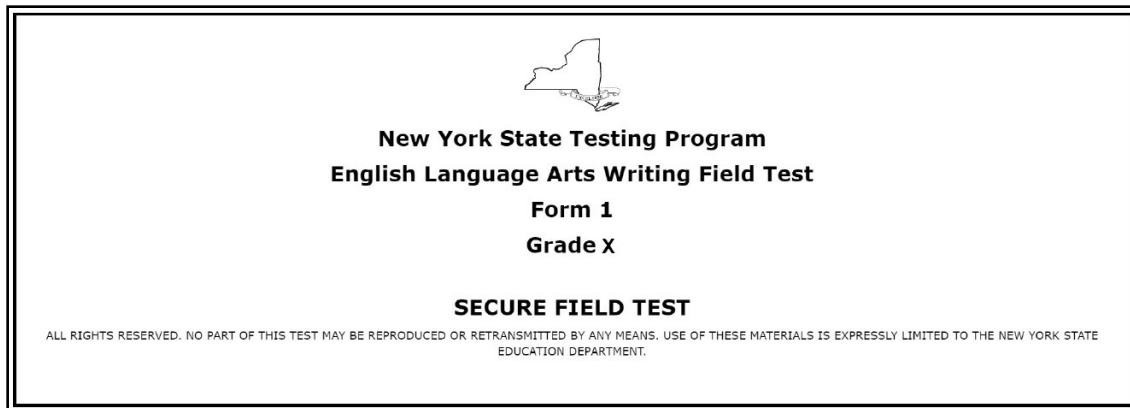 New York State Testing Program
English Language Arts Writing Field Test
Form 1
Grade X
SECURE FIELD TEST
ALL RIGHTS RESERVED. NO PART OF THIS TEST MAY BE REPRODUCED OR RETRANSMITTED BY ANY MEANS. USE OF THESE MATERIALS IS EXPRESSLY LIMITED TO THE NEW YORK STATE
EDUCATION DEPARTMENT.